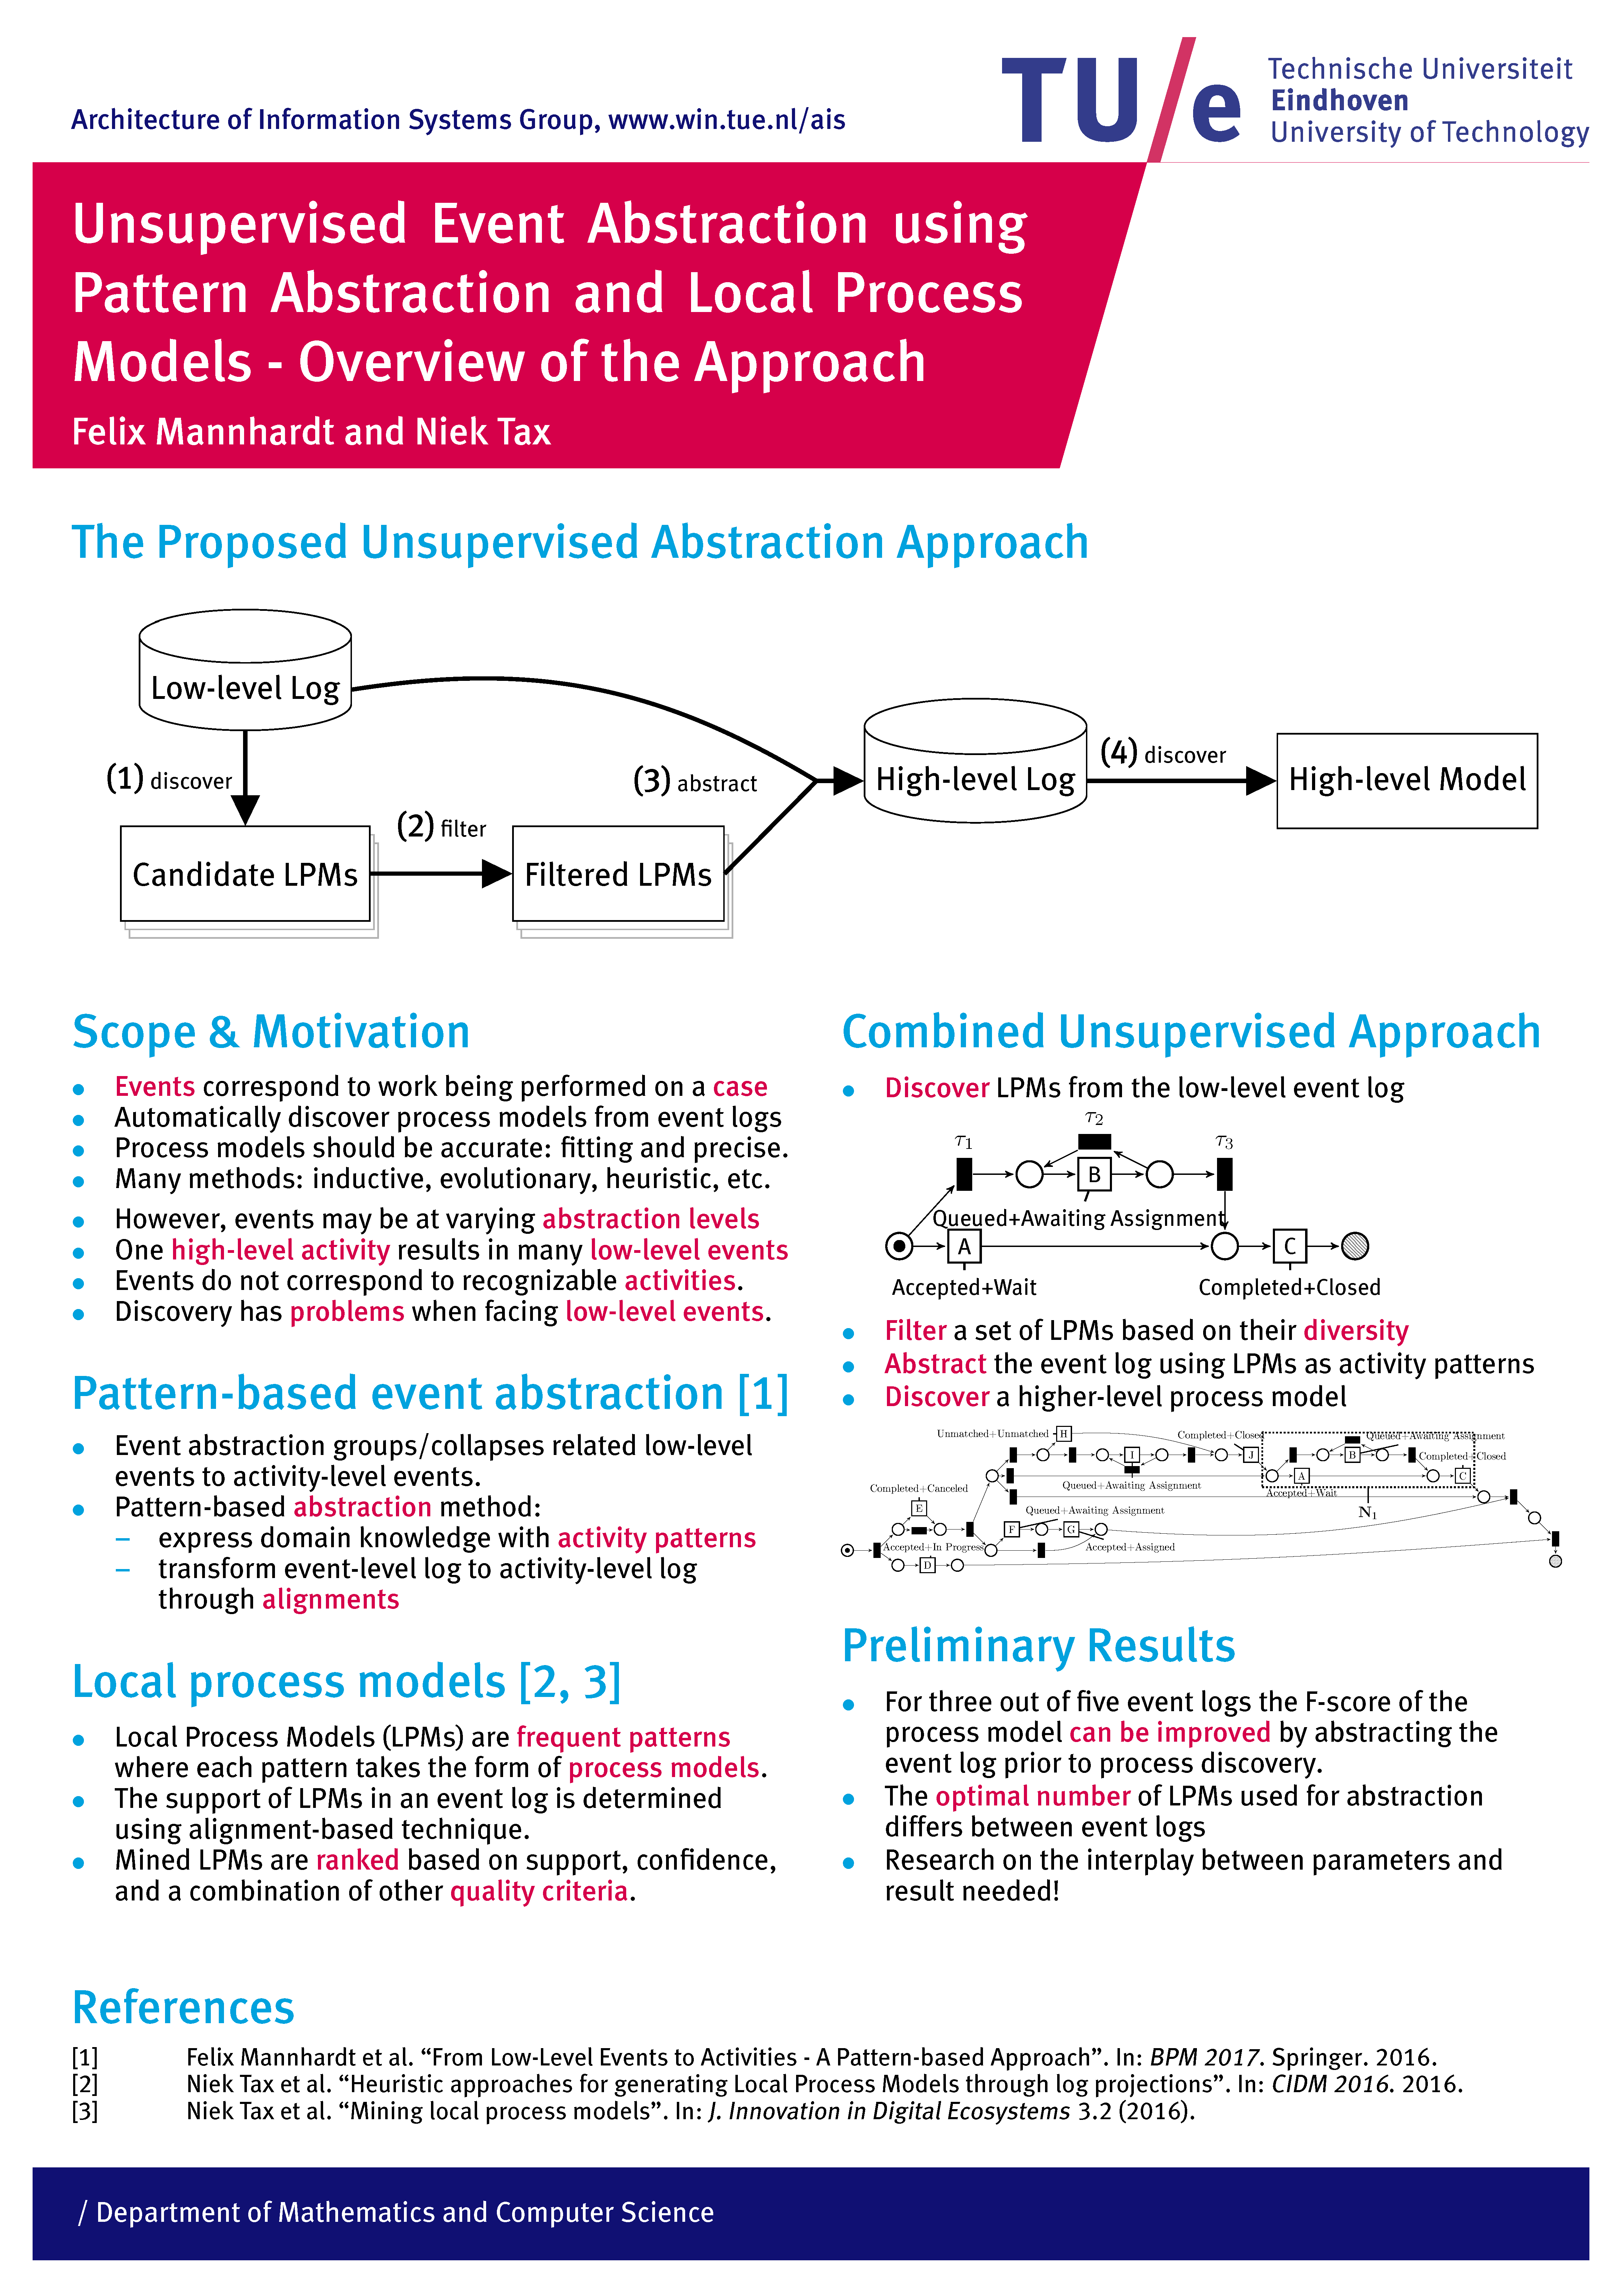 Architecture of Information Systems Group, www.win.tue.nl/ais
TU/e
Technische Universiteit
Eindhoven
University of Technology
Unsupervised Event Abstraction using
Pattern Abstraction and Local Process
Models - Overview of the Approach
Felix Mannhardt and Niek Tax
The Proposed Unsupervised Abstraction Approach
Low-level Log
(1) discover
Candidate LPMs
(2) filter
Filtered LPMs
(3) abstract
High-level Log
(4) discover
High-level Model
Scope & Motivation
● Events correspond to work being performed on a case
● Automatically discover process models from event logs
● Process models should be accurate: fitting and precise.
● Many methods: inductive, evolutionary, heuristic, etc.
● However, events may be at varying abstraction levels
● One high-level activity results in many low-level events
● Events do not correspond to recognizable activities.
● Discovery has problems when facing low-level events.
Pattern-based event abstraction [1]
● Event abstraction groups/collapses related low-level
events to activity-level events.
● Pattern-based abstraction method:
– express domain knowledge with activity patterns
– transform event-level log to activity-level log
through alignments
Local process models [2, 3]
● Local Process Models (LPMs) are frequent patterns
where each pattern takes the form of process models.
● The support of LPMs in an event log is determined
using alignment-based technique.
● Mined LPMs are ranked based on support, confidence,
and a combination of other quality criteria.
Combined Unsupervised Approach
● Discover LPMs from the low-level event log
τ2
τ1
τ3
B
Queued+Awaiting Assignment
A
C
Accepted+Wait
Completed+Closed
● Filter a set of LPMs based on their diversity
● Abstract the event log using LPMs as activity patterns
● Discover a higher-level process model
Unmatched+Unmatched
H
Completed+Closed
Queued+Awaiting Assignment
I
J
B
Completed+Closed
A
C
Queued+Awaiting Assignment
Accepted+Wait
Completed+Canceled
N1
E
Queued+Awaiting Assignment
F
G
Accepted+In Progress
Accepted+Assigned
D
Preliminary Results
● For three out of five event logs the F-score of the
process model can be improved by abstracting the
event log prior to process discovery.
● The optimal number of LPMs used for abstraction
differs between event logs
● Research on the interplay between parameters and
result needed!
References
[1] Felix Mannhardt et al. “From Low-Level Events to Activities - A Pattern-based Approach”. In: BPM 2017. Springer. 2016.
[2] Niek Tax et al. “Heuristic approaches for generating Local Process Models through log projections”. In: CIDM 2016. 2016.
[3] Niek Tax et al. “Mining local process models”. In: J. Innovation in Digital Ecosystems 3.2 (2016).
/ Department of Mathematics and Computer Science